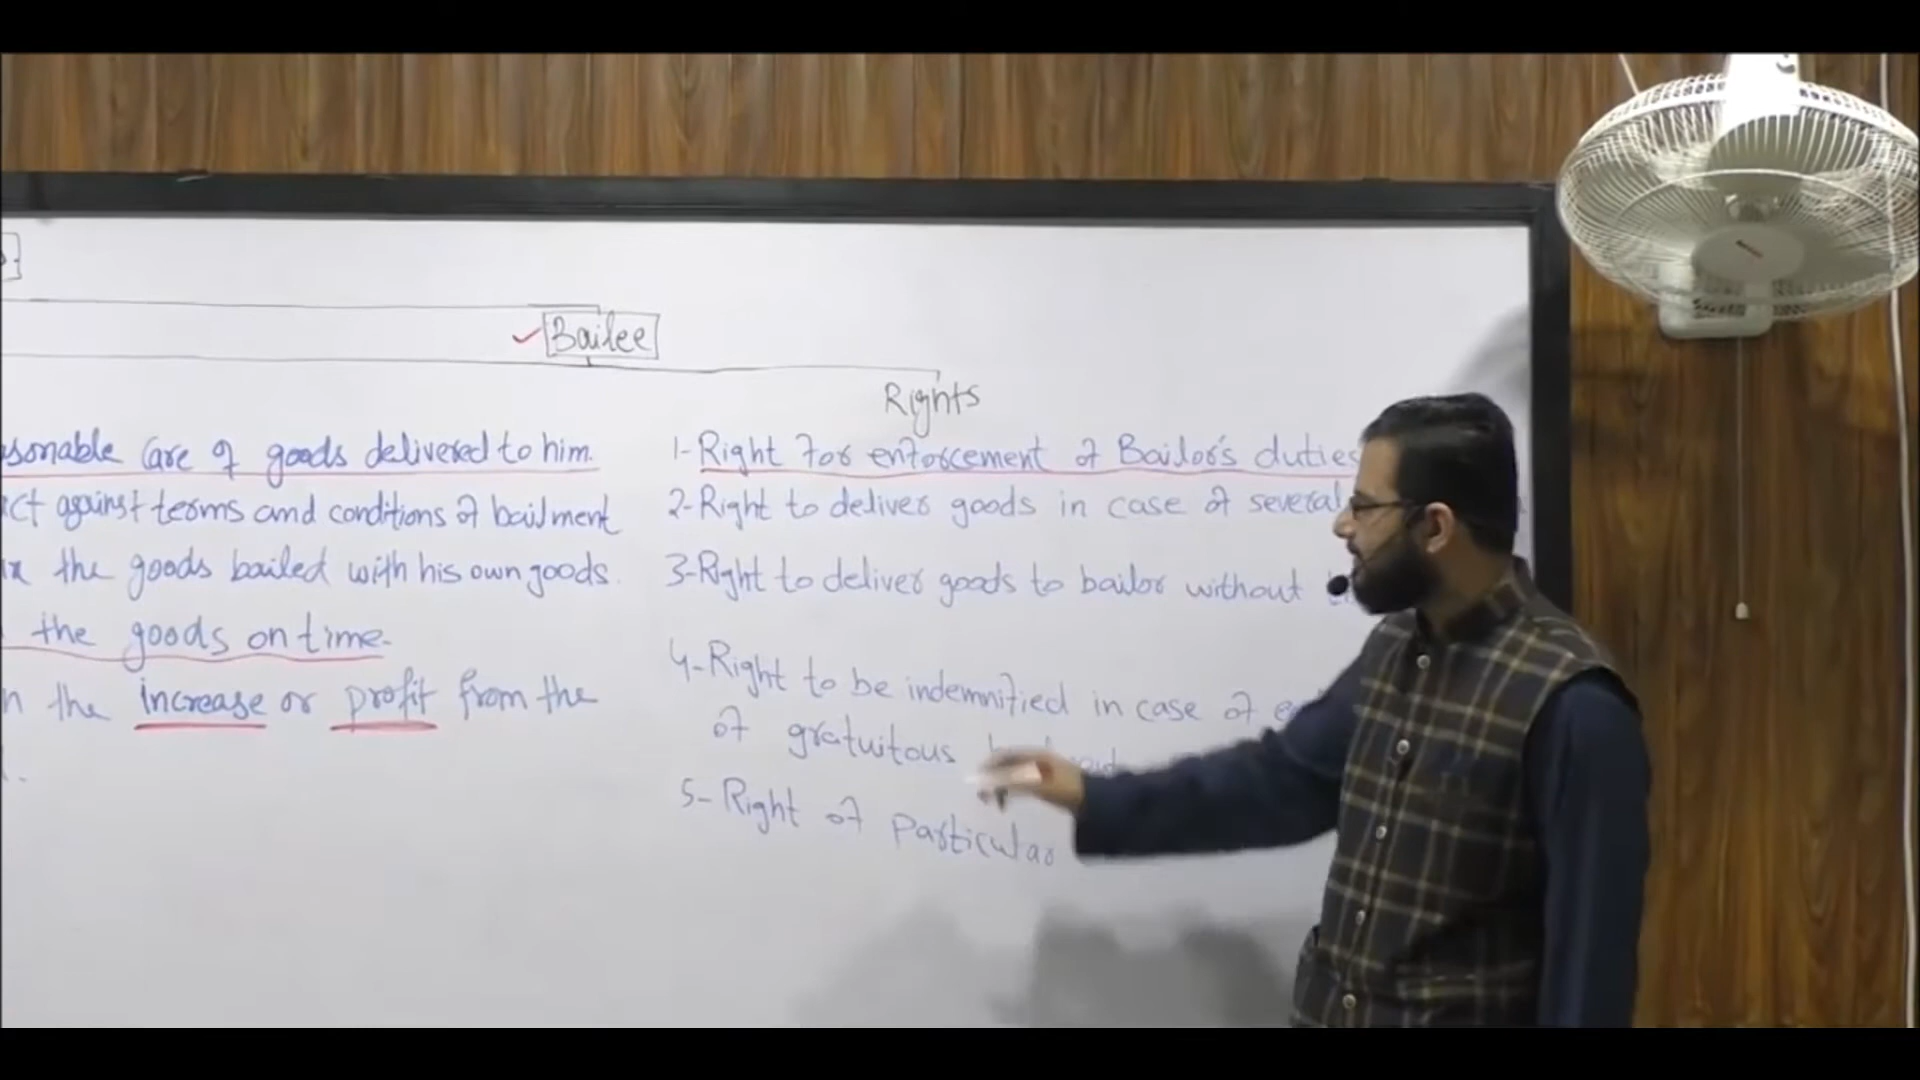 Bailee
Rights
sonable Care of goods delivered to him.
ct against terms and conditions of bailment
ix the goods bailed with his own goods.
the goods on time.
n the increase or profit from the
1- Right for enforcement of Bailor's duties
2- Right to deliver goods in case of several
3- Right to deliver goods to bailor without
4- Right to be indemnified in case of
of gratuitous
5- Right of Particular